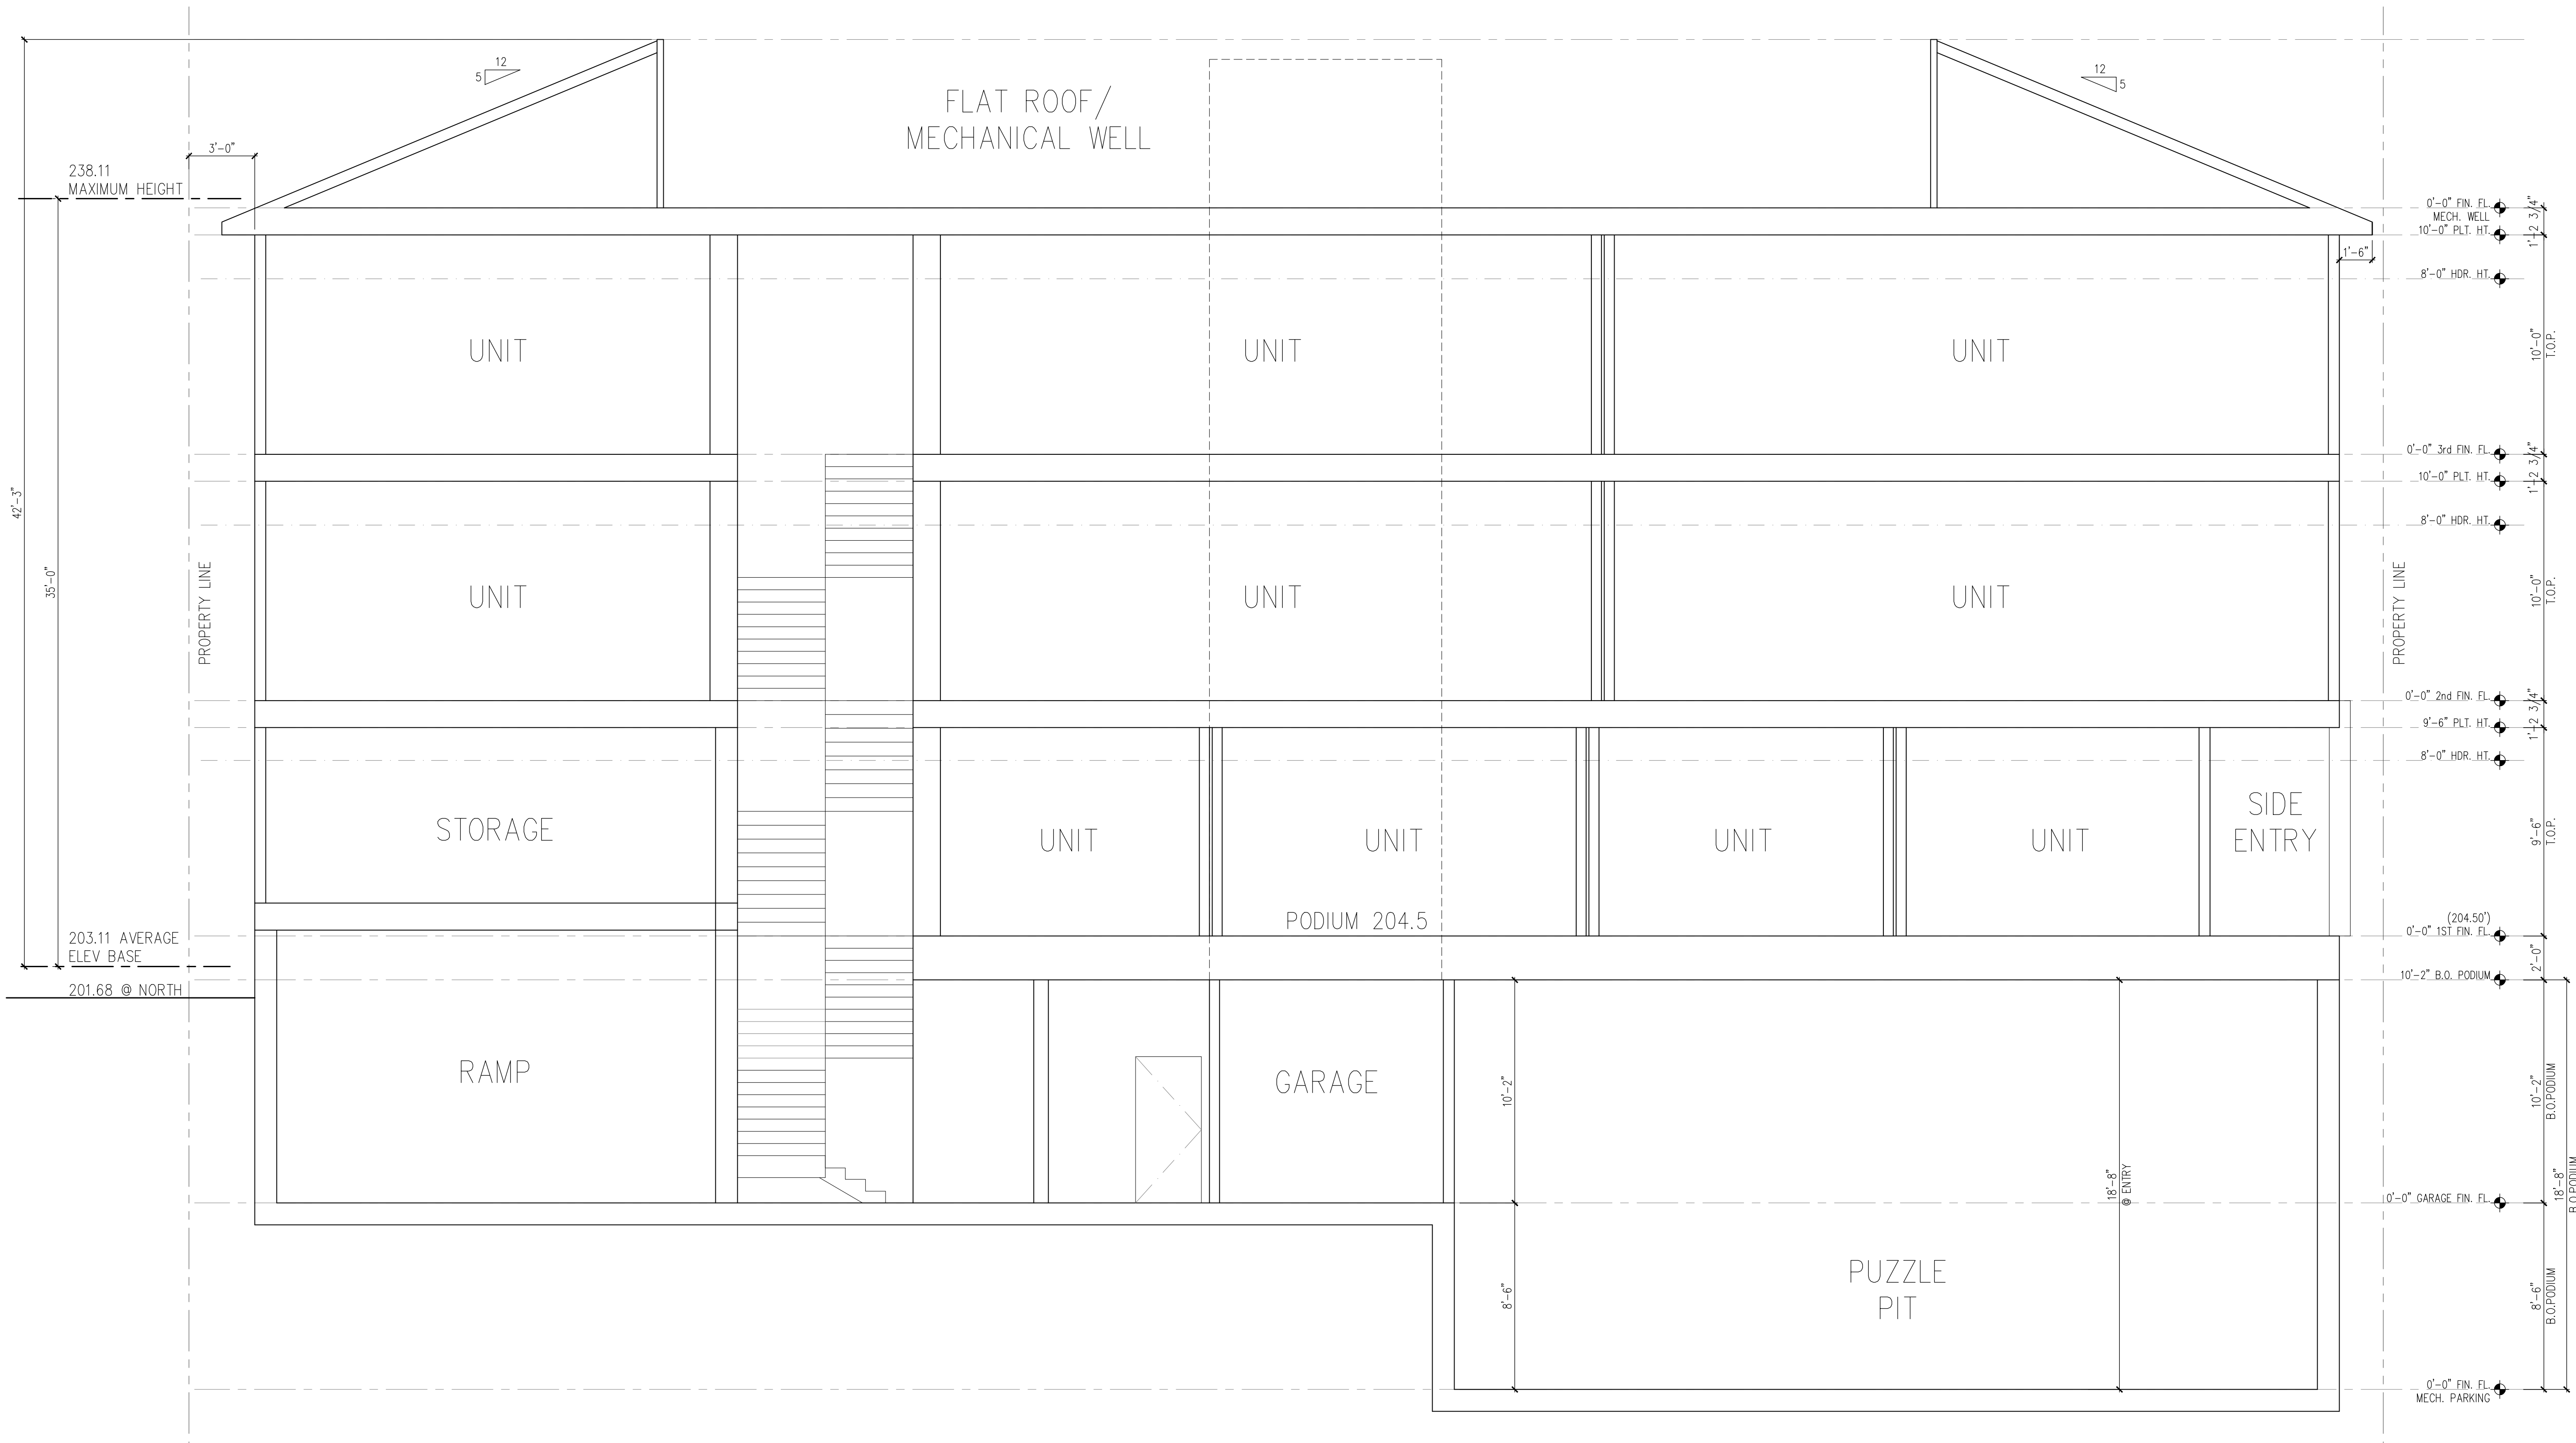 12
5
12
5
FLAT ROOF/
MECHANICAL WELL
3'-0"
238.11
MAXIMUM HEIGHT
0'-0" FIN. FL.
MECH. WELL
1'-2 3/4"
10'-0" PLT. HT.
1'-6"
8'-0" HDR. HT.
UNIT
UNIT
UNIT
10'-0"
T.O.P.
0'-0" 3rd FIN. FL.
1'-2 3/4"
10'-0" PLT. HT.
42'-3"
8'-0" HDR. HT.
35'-0"
PROPERTY LINE
UNIT
UNIT
UNIT
PROPERTY LINE
10'-0"
T.O.P.
0'-0" 2nd FIN. FL.
1'-2 3/4"
9'-6" PLT. HT.
8'-0" HDR. HT.
STORAGE
UNIT
UNIT
UNIT
UNIT
SIDE
ENTRY
9'-6"
T.O.P.
PODIUM 204.5
(204.50')
0'-0" 1ST FIN. FL.
203.11 AVERAGE
ELEV BASE
2'-0"
10'-2" B.O. PODIUM
201.68 @ NORTH
RAMP
GARAGE
10'-2"
10'-2"
B.O.PODIUM
18'-8"
@ ENTRY
18'-8"
B.O.PODIUM
0'-0" GARAGE FIN. FL.
PUZZLE
PIT
8'-6"
8'-6"
B.O.PODIUM
0'-0" FIN. FL.
MECH. PARKING